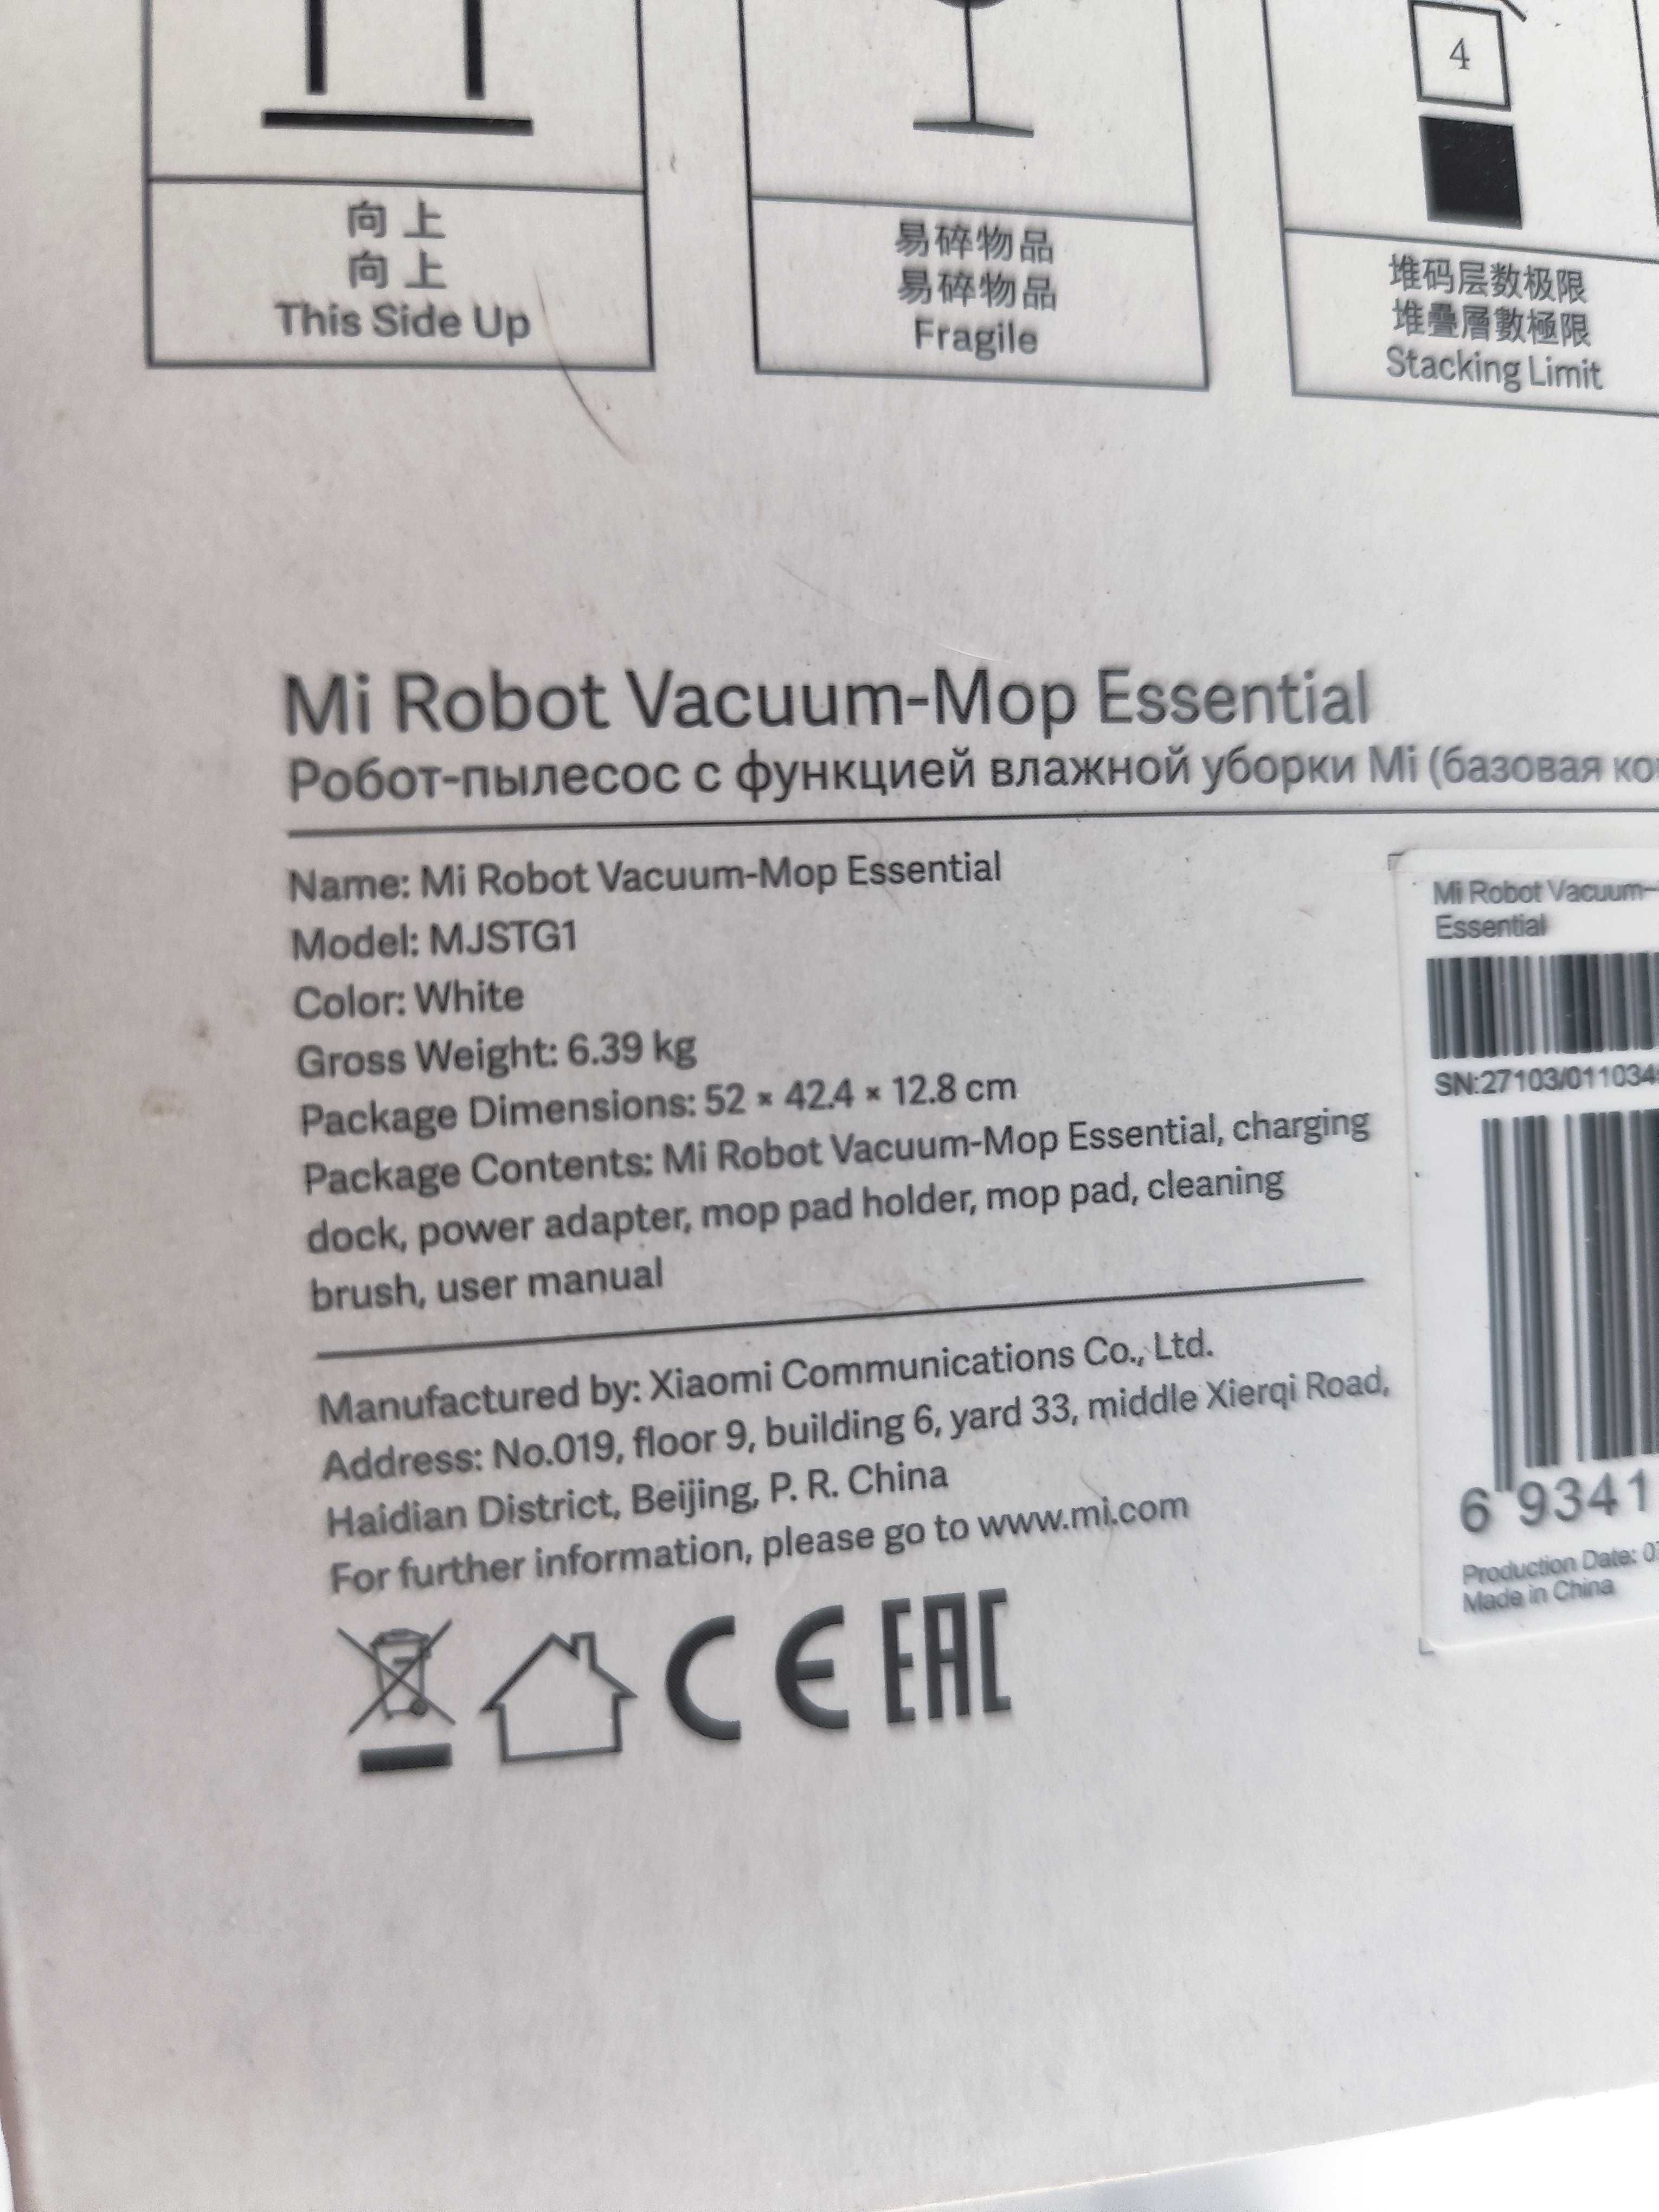 4
向上
向上
This Side Up
易碎物品
易碎物品
Fragile
堆码层数极限
堆疊層數極限
Stacking Limit
Mi Robot Vacuum-Mop Essential
Робот-пылесос с функцией влажной уборки Mi (базовая
Name: Mi Robot Vacuum-Mop Essential
Model: MJSTG1
Color: White
Gross Weight: 6.39 kg
Package Dimensions: 52 × 42.4 × 12.8 cm
Package Contents: Mi Robot Vacuum-Mop Essential, charging
dock, power adapter, mop pad holder, mop pad, cleaning
brush, user manual
Manufactured by: Xiaomi Communications Co., Ltd.
Address: No.019, floor 9, building 6, yard 33, middle Xierqi Road,
Haidian District, Beijing, P. R. China
For further information, please go to www.mi.com
CE EAC
Mi Robot Vacuum-
Essential
SN:27103/011034
6 9341
Production Date:
Made in China